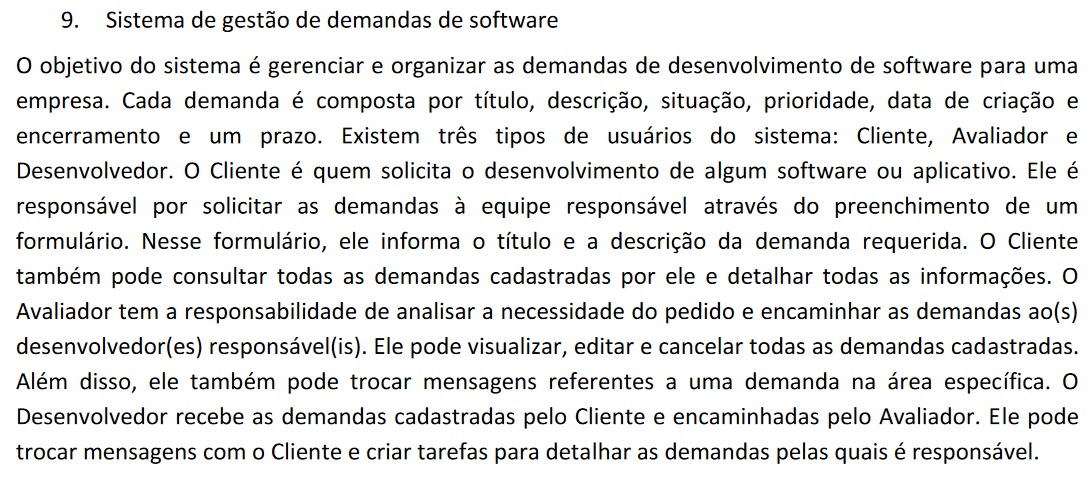 9. Sistema de gestão de demandas de software
O objetivo do sistema é gerenciar e organizar as demandas de desenvolvimento de software para uma
empresa. Cada demanda é composta por título, descrição, situação, prioridade, data de criação e
encerramento e um prazo. Existem três tipos de usuários do sistema: Cliente, Avaliador e
Desenvolvedor. O Cliente é quem solicita o desenvolvimento de algum software ou aplicativo. Ele é
responsável por solicitar as demandas à equipe responsável através do preenchimento de um
formulário. Nesse formulário, ele informa o título e a descrição da demanda requerida. O Cliente
também pode consultar todas as demandas cadastradas por ele e detalhar todas as informações. O
Avaliador tem a responsabilidade de analisar a necessidade do pedido e encaminhar as demandas ao(s)
desenvolvedor(es) responsável(is). Ele pode visualizar, editar e cancelar todas as demandas cadastradas.
Além disso, ele também pode trocar mensagens referentes a uma demanda na área específica. O
Desenvolvedor recebe as demandas cadastradas pelo Cliente e encaminhadas pelo Avaliador. Ele pode
trocar mensagens com o Cliente e criar tarefas para detalhar as demandas pelas quais é responsável.